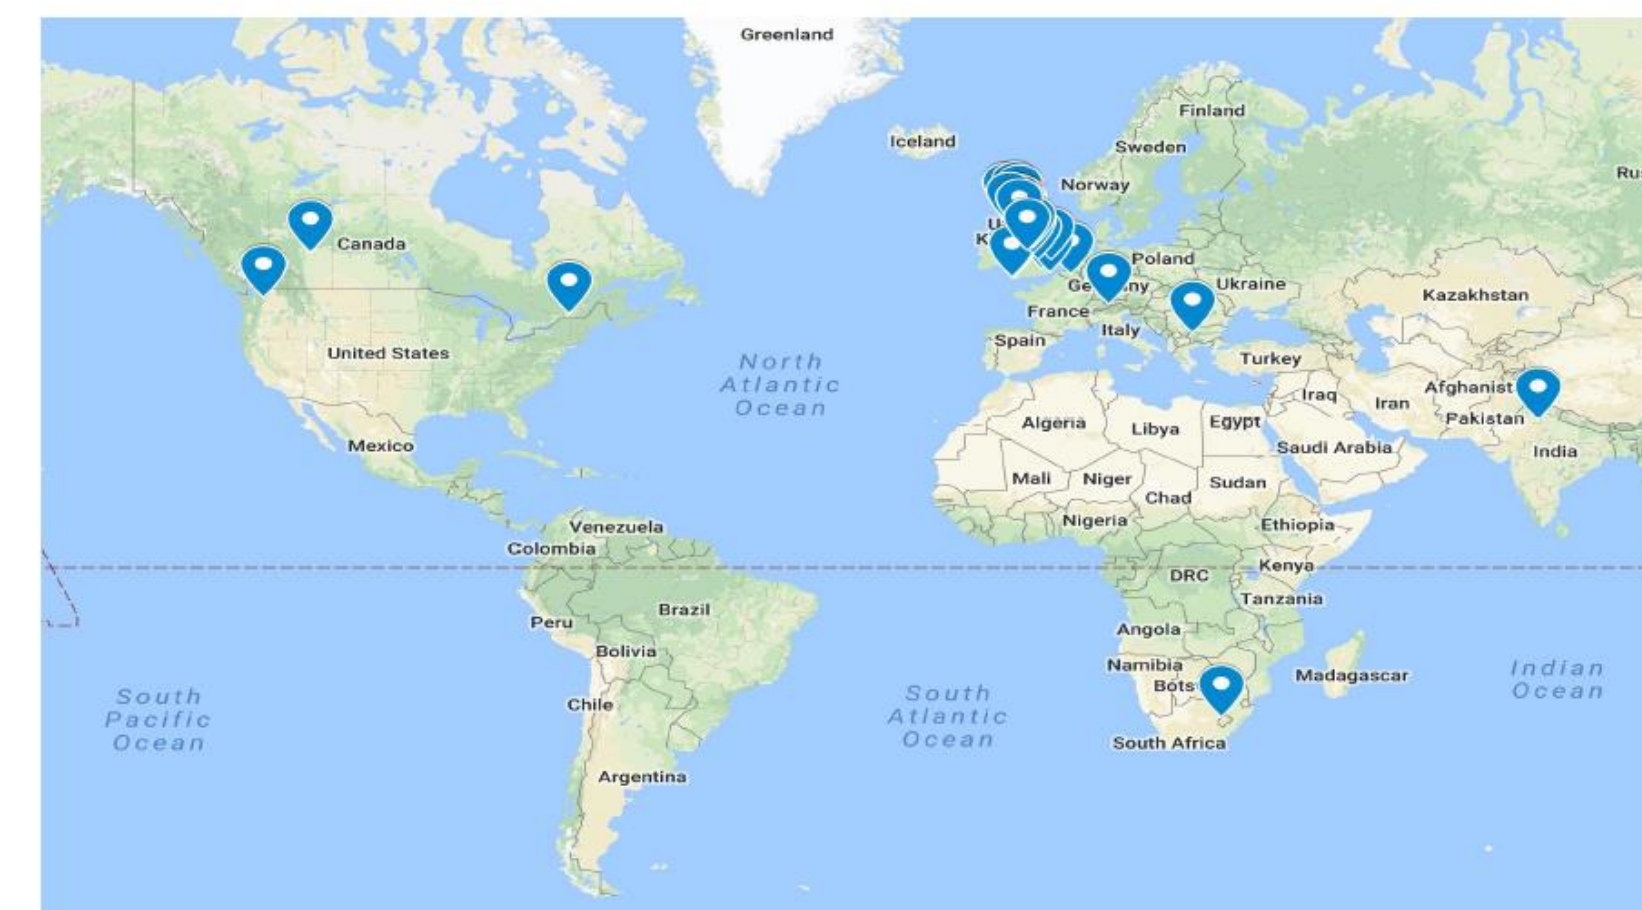 Greenland
Finland
Iceland
Sweden
Rus
Norway
Canada
Poland
Ukraine
Kazakhstan
France
Italy
Spain
United States
Turkey
North
Atlantic
Ocean
Afghanist
Iraq
Iran
Pakistan
Algeria
Libya
Egypt
Saudi Arabia
India
Mexico
Mali
Niger
Chad
Sudan
Nigeria
Ethiopia
Venezuela
Colombia
Kenya
DRC
Tanzania
Brazil
Peru
Angola
Bolivia
Namibia
Bots
Madagascar
Indian
Ocean
South
Pacific
Ocean
Chile
South
Atlantic
Ocean
South Africa
Argentina